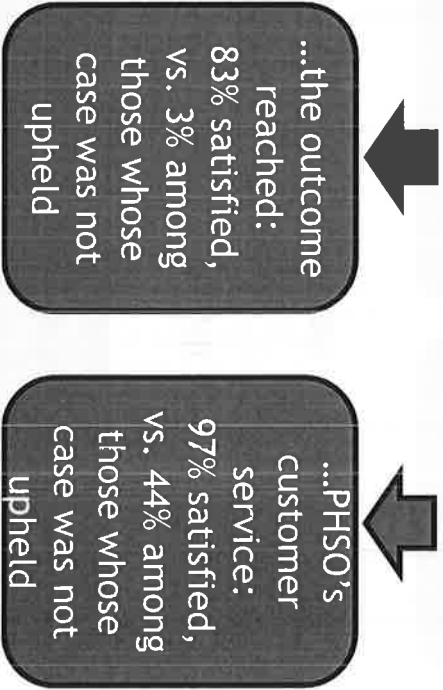 ...the outcome
reached:
83% satisfied,
vs. 3% among
those whose
case was not
upheld
...PHSO's
customer
service:
97% satisfied,
vs. 44% among
those whose
case was not
upheld